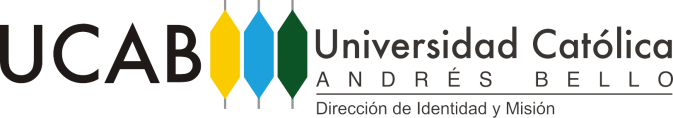 UCAB
Universidad Católica
ANDRÉS BELLO
Dirección de Identidad y Misión